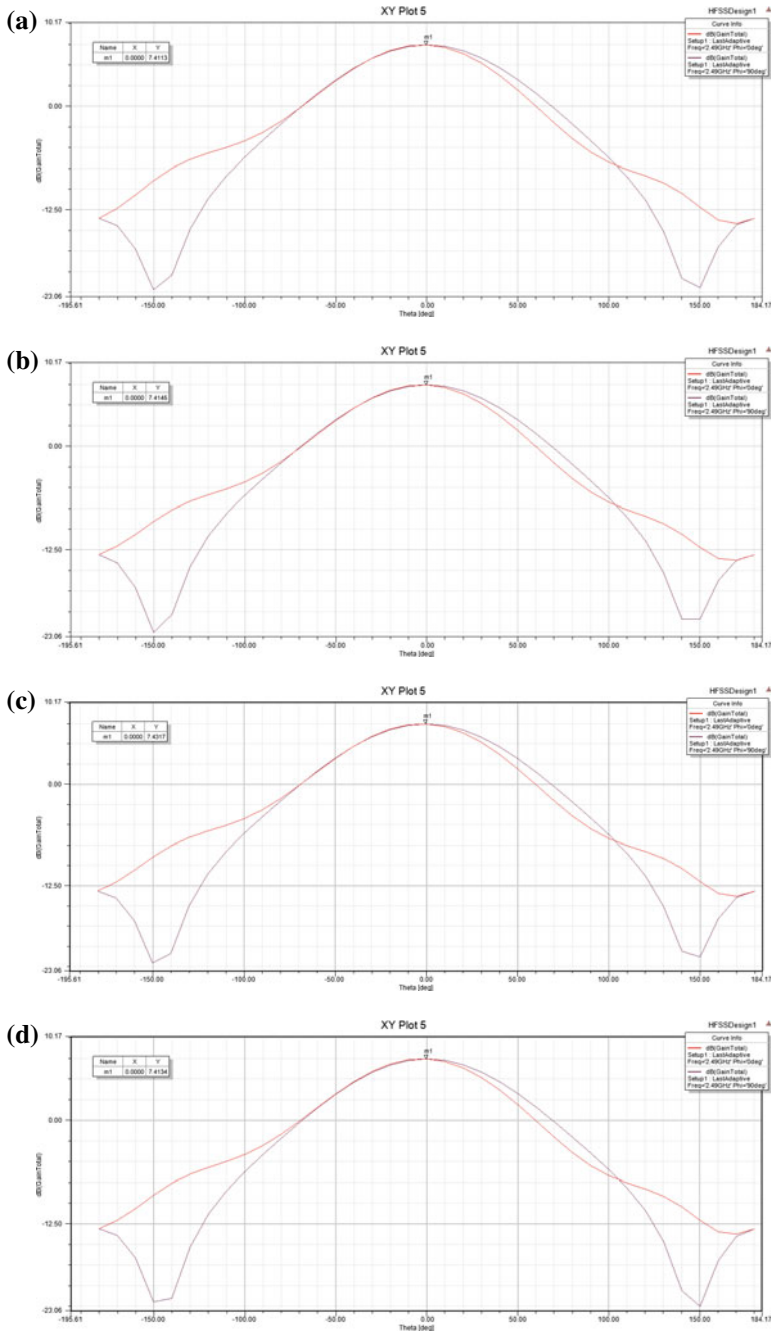 (a)
XY Plot 5
HFSSDesign1
m1
Name X Y
m1 0.0000 7.4113
Curve Info
dB(GainTotal)
Setup1 : LastAdaptive
Freq='2.49GHz' Phi='0deg'
dB(GainTotal)
Setup1 : LastAdaptive
Freq='2.49GHz' Phi='90deg'
10.17
0.00
-12.50
-23.06
dB(GainTotal)
-195.61 -150.00 -100.00 -50.00 0.00 50.00 100.00 150.00 184.17
Theta [deg]
(b)
XY Plot 5
HFSSDesign1
m1
Name X Y
m1 0.0000 7.4145
Curve Info
dB(GainTotal)
Setup1 : LastAdaptive
Freq='2.49GHz' Phi='0deg'
dB(GainTotal)
Setup1 : LastAdaptive
Freq='2.49GHz' Phi='90deg'
10.17
0.00
-12.50
-23.06
dB(GainTotal)
-195.61 -150.00 -100.00 -50.00 0.00 50.00 100.00 150.00 184.17
Theta [deg]
(c)
XY Plot 5
HFSSDesign1
m1
Name X Y
m1 0.0000 7.4317
Curve Info
dB(GainTotal)
Setup1 : LastAdaptive
Freq='2.49GHz' Phi='0deg'
dB(GainTotal)
Setup1 : LastAdaptive
Freq='2.49GHz' Phi='90deg'
10.17
0.00
-12.50
-23.06
dB(GainTotal)
-195.61 -150.00 -100.00 -50.00 0.00 50.00 100.00 150.00 184.17
Theta [deg]
(d)
XY Plot 5
HFSSDesign1
m1
Name X Y
m1 0.0000 7.4134
Curve Info
dB(GainTotal)
Setup1 : LastAdaptive
Freq='2.49GHz' Phi='0deg'
dB(GainTotal)
Setup1 : LastAdaptive
Freq='2.49GHz' Phi='90deg'
10.17
0.00
-12.50
-23.06
dB(GainTotal)
-195.61 -150.00 -100.00 -50.00 0.00 50.00 100.00 150.00 184.17
Theta [deg]